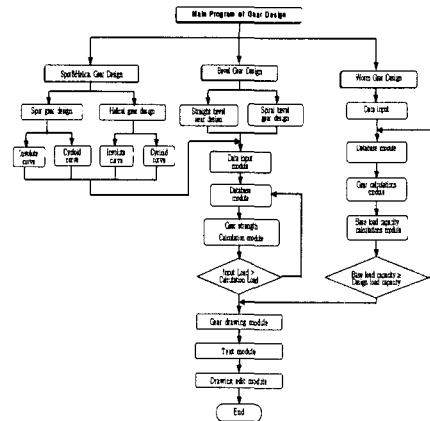 Main Program of Gear Design
Spur&Helical Gear Design
Bevel Gear Design
Worm Gear Design
Spur gear design
Helical gear design
Straight bevel
gear design
Spiral bevel
gear design
Data input
Involute
curve
Cycloid
curve
Involute
curve
Cycloid
curve
Data input
module
Database module
Database
module
Gear calculations
module
Gear strength
Calculation module
Base load capacity
calculations module
Input Load >
Calculation Load
Base load capacity ≥
Design load capacity
Gear drawing module
Text module
Drawing edit module
End